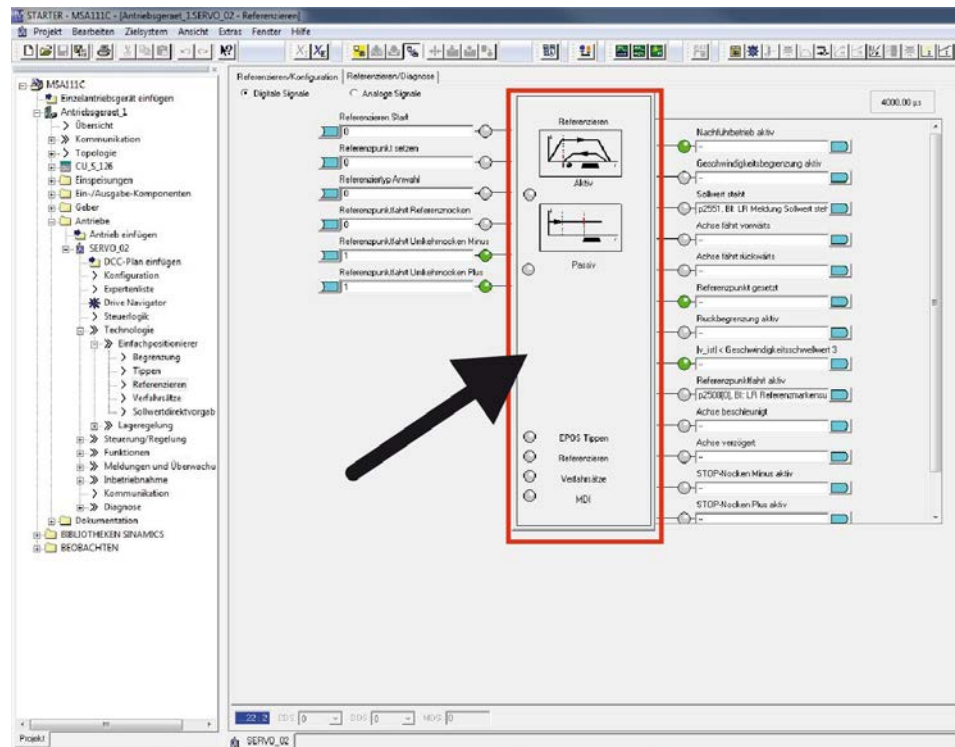 STARTER - MSA111C - [Antriebsgeraet_1.SERVO_02 - Referenzieren]
Projekt Bearbeiten Zielsystem Ansicht Extras Fenster Hilfe
MSA111C
Einzelantriebsgerät einfügen
Antriebsgeraet_1
Übersicht
Kommunikation
Topologie
CU_S_126
Einspeisungen
Ein-/Ausgabe-Komponenten
Geber
Antriebe
Antrieb einfügen
SERVO_02
DCC-Plan einfügen
Konfiguration
Expertenliste
Drive Navigator
Steuerlogik
Technologie
Einfachpositionierer
Begrenzung
Tippen
Referenzieren
Verfahrsätze
Sollwertdirektvorgab
Lageregelung
Steuerung/Regelung
Funktionen
Meldungen und Überwachu
Inbetriebnahme
Kommunikation
Diagnose
Dokumentation
BIBLIOTHEKEN SINAMICS
BEOBACHTEN
Projekt
Referenzieren/Konfiguration Referenzieren/Diagnose
Digitale Signale Analoge Signale
4000.00 µs
Referenzieren Start
0
Referenzpunkt setzen
0
Referenziertyp Anwahl
0
Referenzpunktfahrt Referenznocken
0
Referenzpunktfahrt Umkehrnocken Minus
1
Referenzpunktfahrt Umkehrnocken Plus
1
Referenzieren
Aktiv
Passiv
EPOS Tippen
Referenzieren
Verfahrsätze
MDI
Nachführbetrieb aktiv
-
Geschwindigkeitsbegrenzung aktiv
-
Sollwert steht
p2551, BI: LR Meldung Sollwert steh
Achse fährt vorwärts
-
Achse fährt rückwärts
-
Referenzpunkt gesetzt
-
Ruckbegrenzung aktiv
-
|v_ist| < Geschwindigkeitsschwellwert 3
-
Referenzpunktfahrt aktiv
p2508[0], BI: LR Referenzmarkensu
Achse beschleunigt
-
Achse verzögert
-
STOP-Nocken Minus aktiv
-
STOP-Nocken Plus aktiv
-
22 : 2 CDS: 0 DDS: 0 MDS: 0
SERVO_02